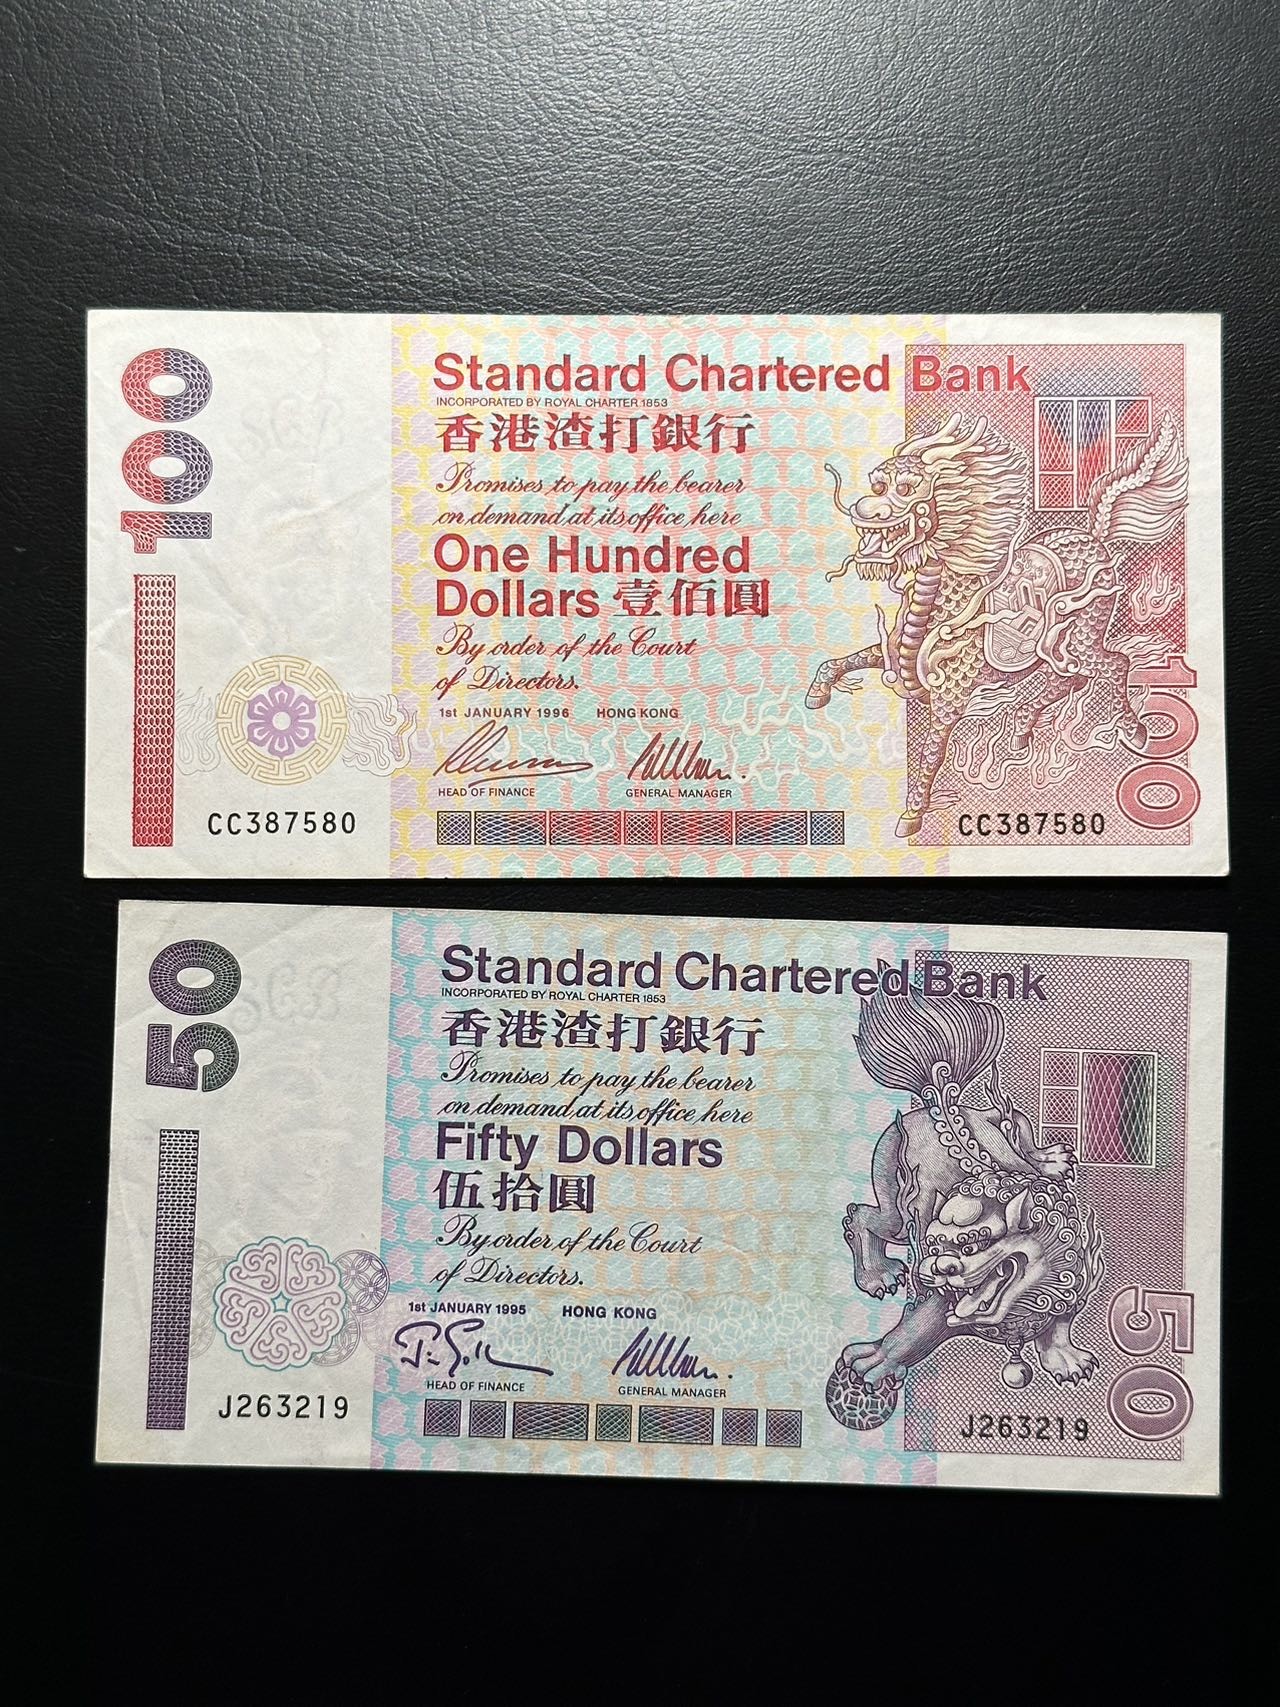 100
Standard Chartered Bank
INCORPORATED BY ROYAL CHARTER 1853
香港渣打銀行
Promises to pay the bearer
on demand at its office here
One Hundred
Dollars 壹佰圓
By order of the Court
of Directors.
1st JANUARY 1996 HONG KONG
HEAD OF FINANCE GENERAL MANAGER
CC387580 CC387580
100
50
Standard Chartered Bank
INCORPORATED BY ROYAL CHARTER 1853
香港渣打銀行
Promises to pay the bearer
on demand at its office here
Fifty Dollars
伍拾圓
By order of the Court
of Directors.
1st JANUARY 1995 HONG KONG
HEAD OF FINANCE GENERAL MANAGER
J263219 J263219
50